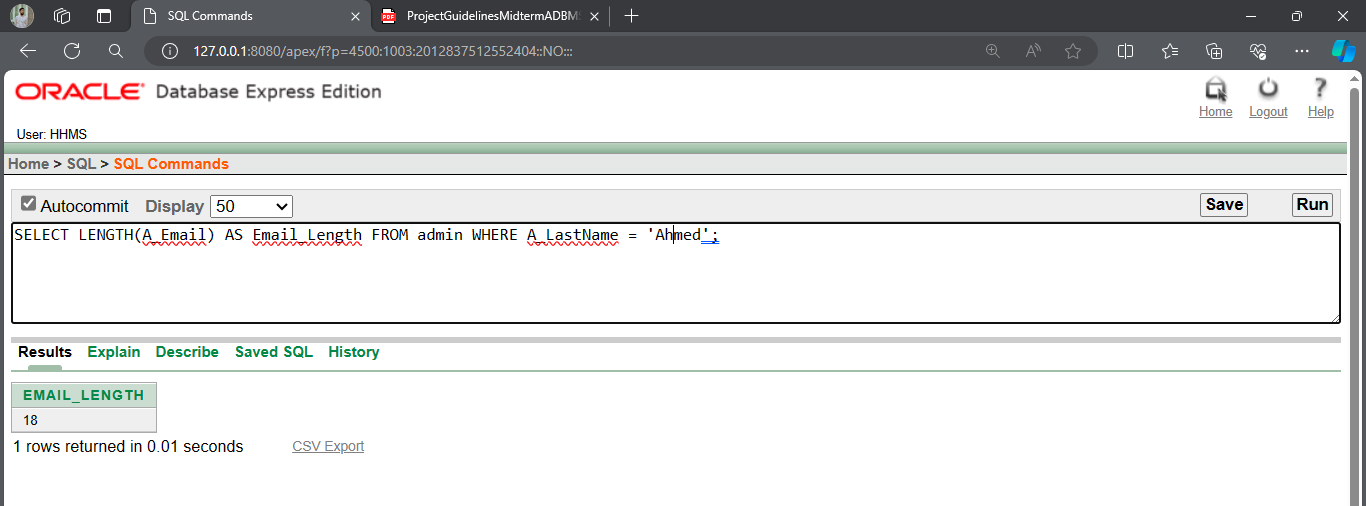 SQL Commands
ProjectGuidelinesMidtermADBMS
127.0.0.1:8080/apex/f?p=4500:1003:2012837512552404::NO:::
ORACLE Database Express Edition
Home Logout Help
User: HHMS
Home > SQL > SQL Commands
Autocommit Display 50 Save Run
SELECT LENGTH(A_Email) AS Email_Length FROM admin WHERE A_LastName = 'Ahmed';
Results Explain Describe Saved SQL History
EMAIL_LENGTH
18
1 rows returned in 0.01 seconds CSV Export